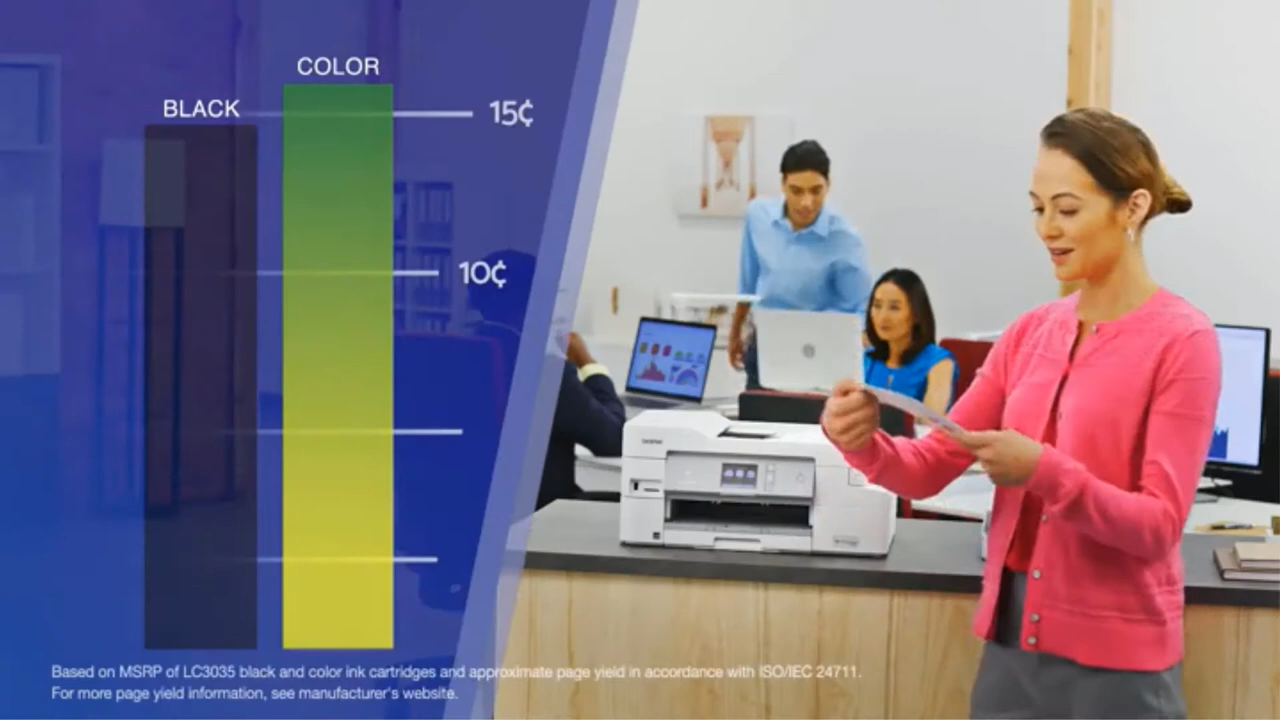 COLOR
BLACK
15¢
10¢
brother
Based on MSRP of LC3035 black and color ink cartridges and approximate page yield in accordance with ISO/IEC 24711.
For more page yield information, see manufacturer's website.